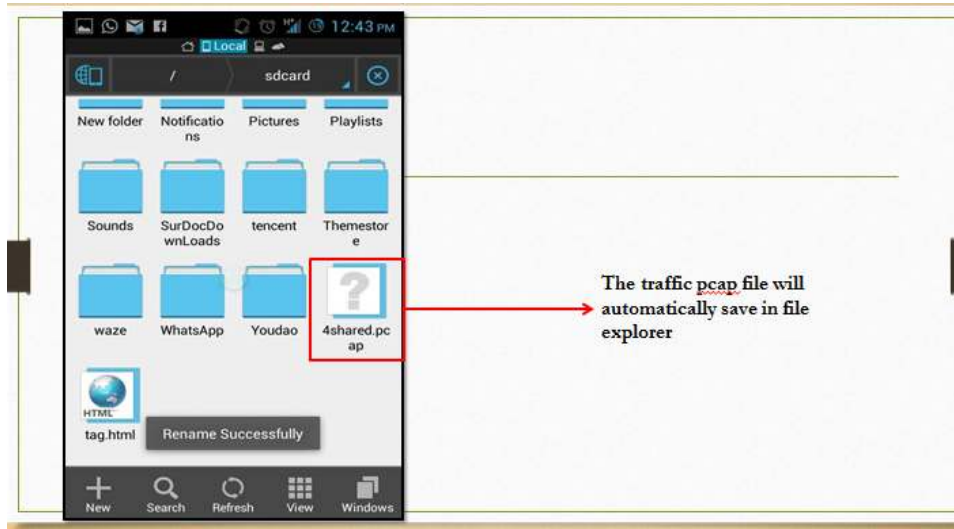 12:43 PM
Local
/ sdcard
New folder Notificatio Pictures Playlists
ns
Sounds SurDocDo tencent Themestor
wnLoads e
waze WhatsApp Youdao 4shared.pc
ap
The traffic pcap file will
automatically save in file
explorer
HTML
tag.html
Rename Successfully
New Search Refresh View Windows